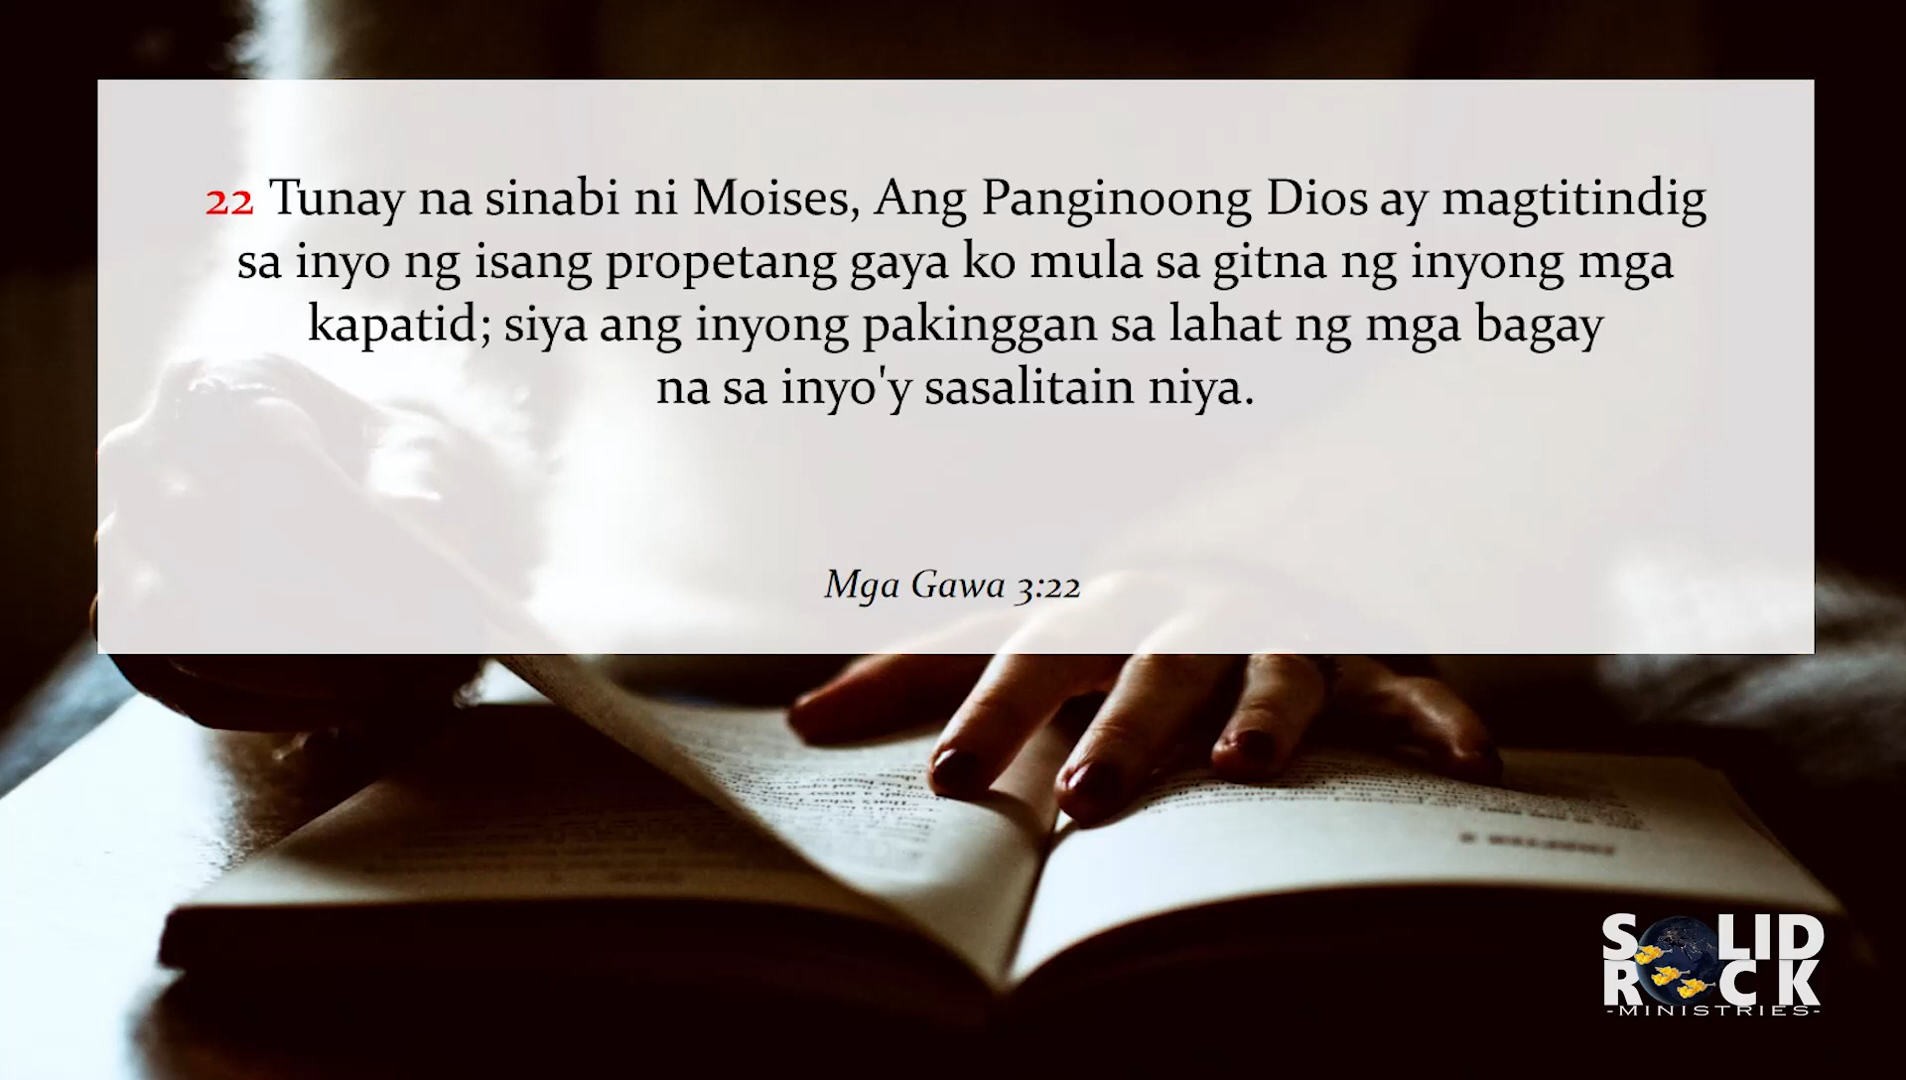 22 Tunay na sinabi ni Moises, Ang Panginoong Dios ay magtitindig
sa inyo ng isang propetang gaya ko mula sa gitna ng inyong mga
kapatid; siya ang inyong pakinggan sa lahat ng mga bagay
na sa inyo'y sasalitain niya.
Mga Gawa 3:22
SOLID
ROCK
-MINISTRIES-